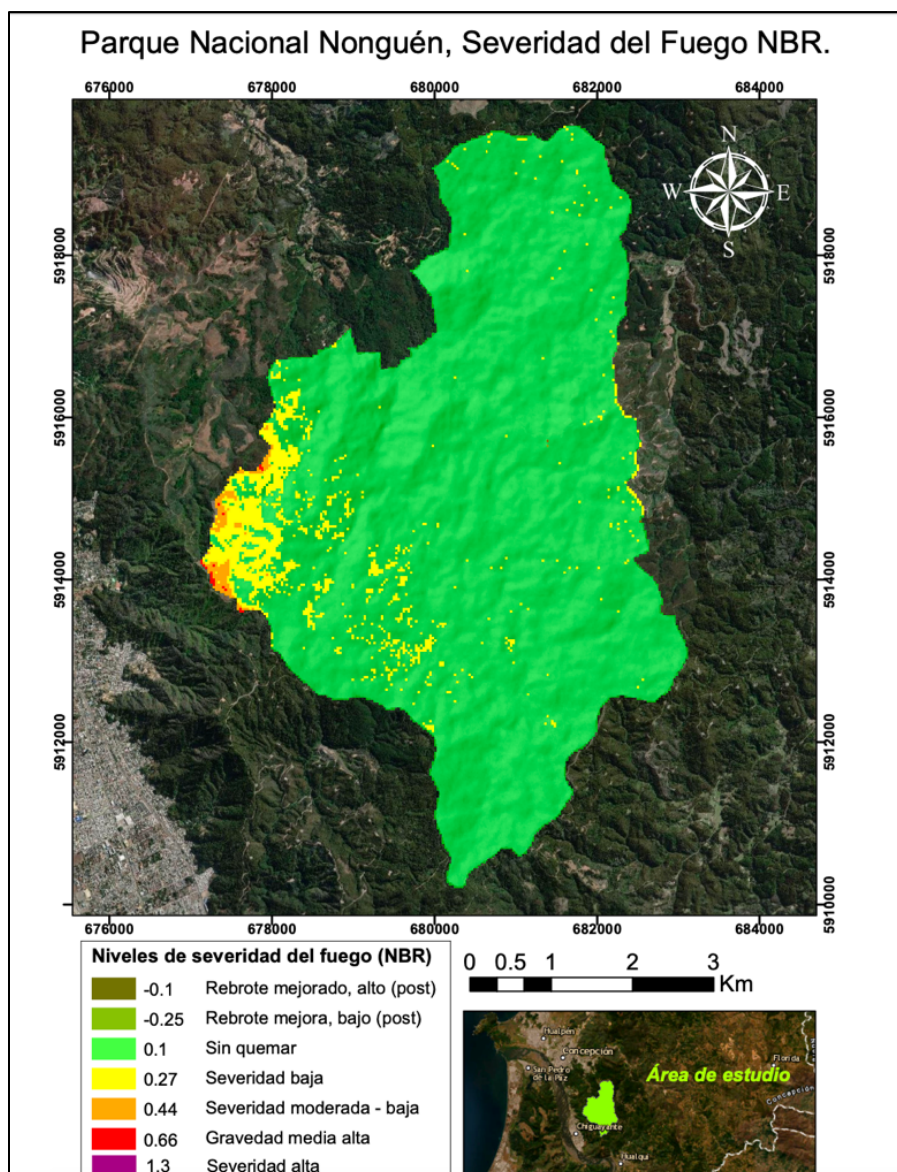 Parque Nacional Nonguén, Severidad del Fuego NBR.
676000 678000 680000 682000 684000
N
W E
S
5918000 5918000
5916000 5916000
5914000 5914000
5912000 5912000
5910000
676000 678000 680000 682000 684000
Niveles de severidad del fuego (NBR)
-0.1 Rebrote mejorado, alto (post)
-0.25 Rebrote mejora, bajo (post)
0.1 Sin quemar
0.27 Severidad baja
0.44 Severidad moderada - baja
0.66 Gravedad media alta
1.3 Severidad alta
0 0.5 1 2 3
Km
Hualpén
Concepción
San Pedro
de la Paz
Florida
Área de estudio
Concepción
Chiguayante
Hualqui